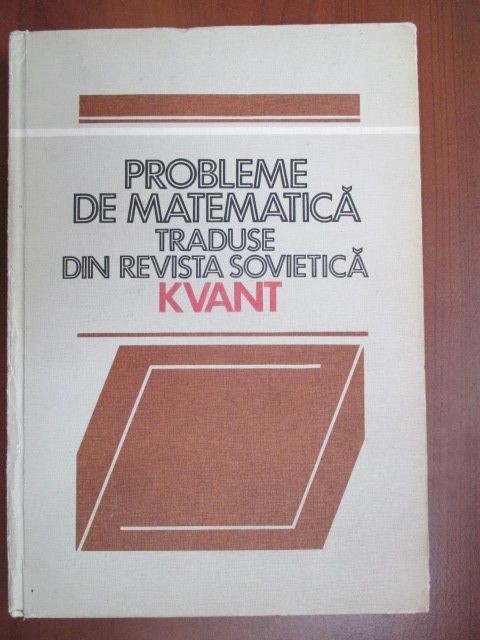 PROBLEME
DE MATEMATICĂ
TRADUSE
DIN REVISTA SOVIETICĂ
KVANT